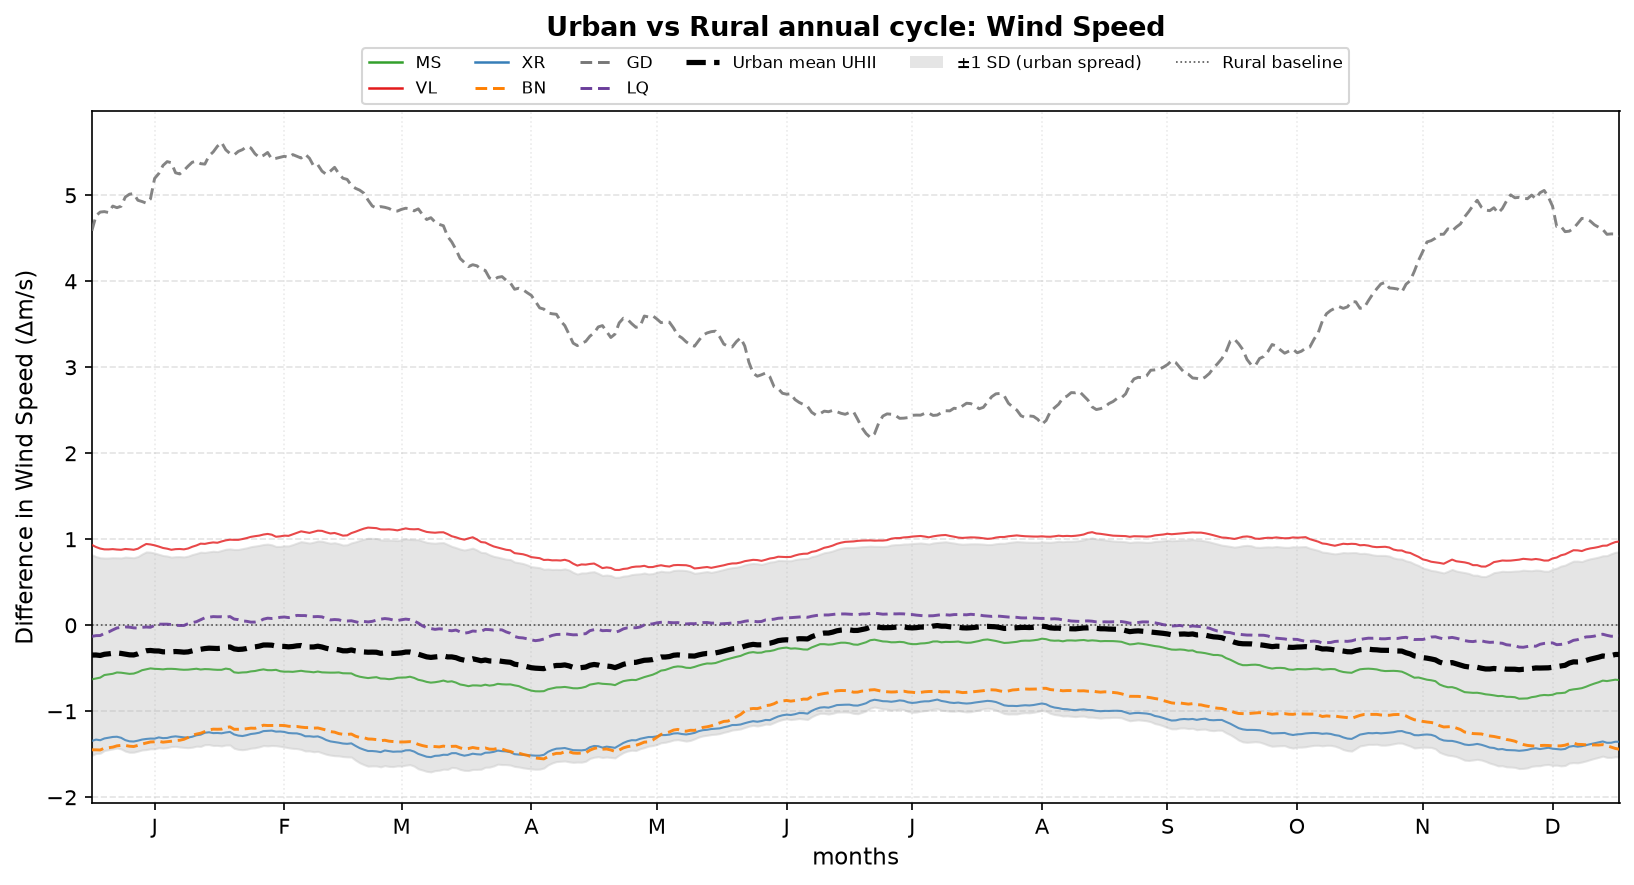 Urban vs Rural annual cycle: Wind Speed
MS XR GD Urban mean UHII ±1 SD (urban spread) Rural baseline
VL BN LQ
Difference in Wind Speed (Δm/s)
5
4
3
2
1
0
−1
−2
J F M A M J J A S O N D
months